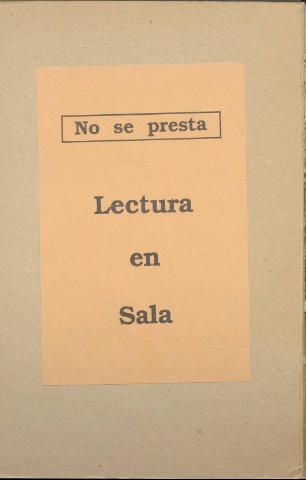 No se presta
Lectura
en
Sala